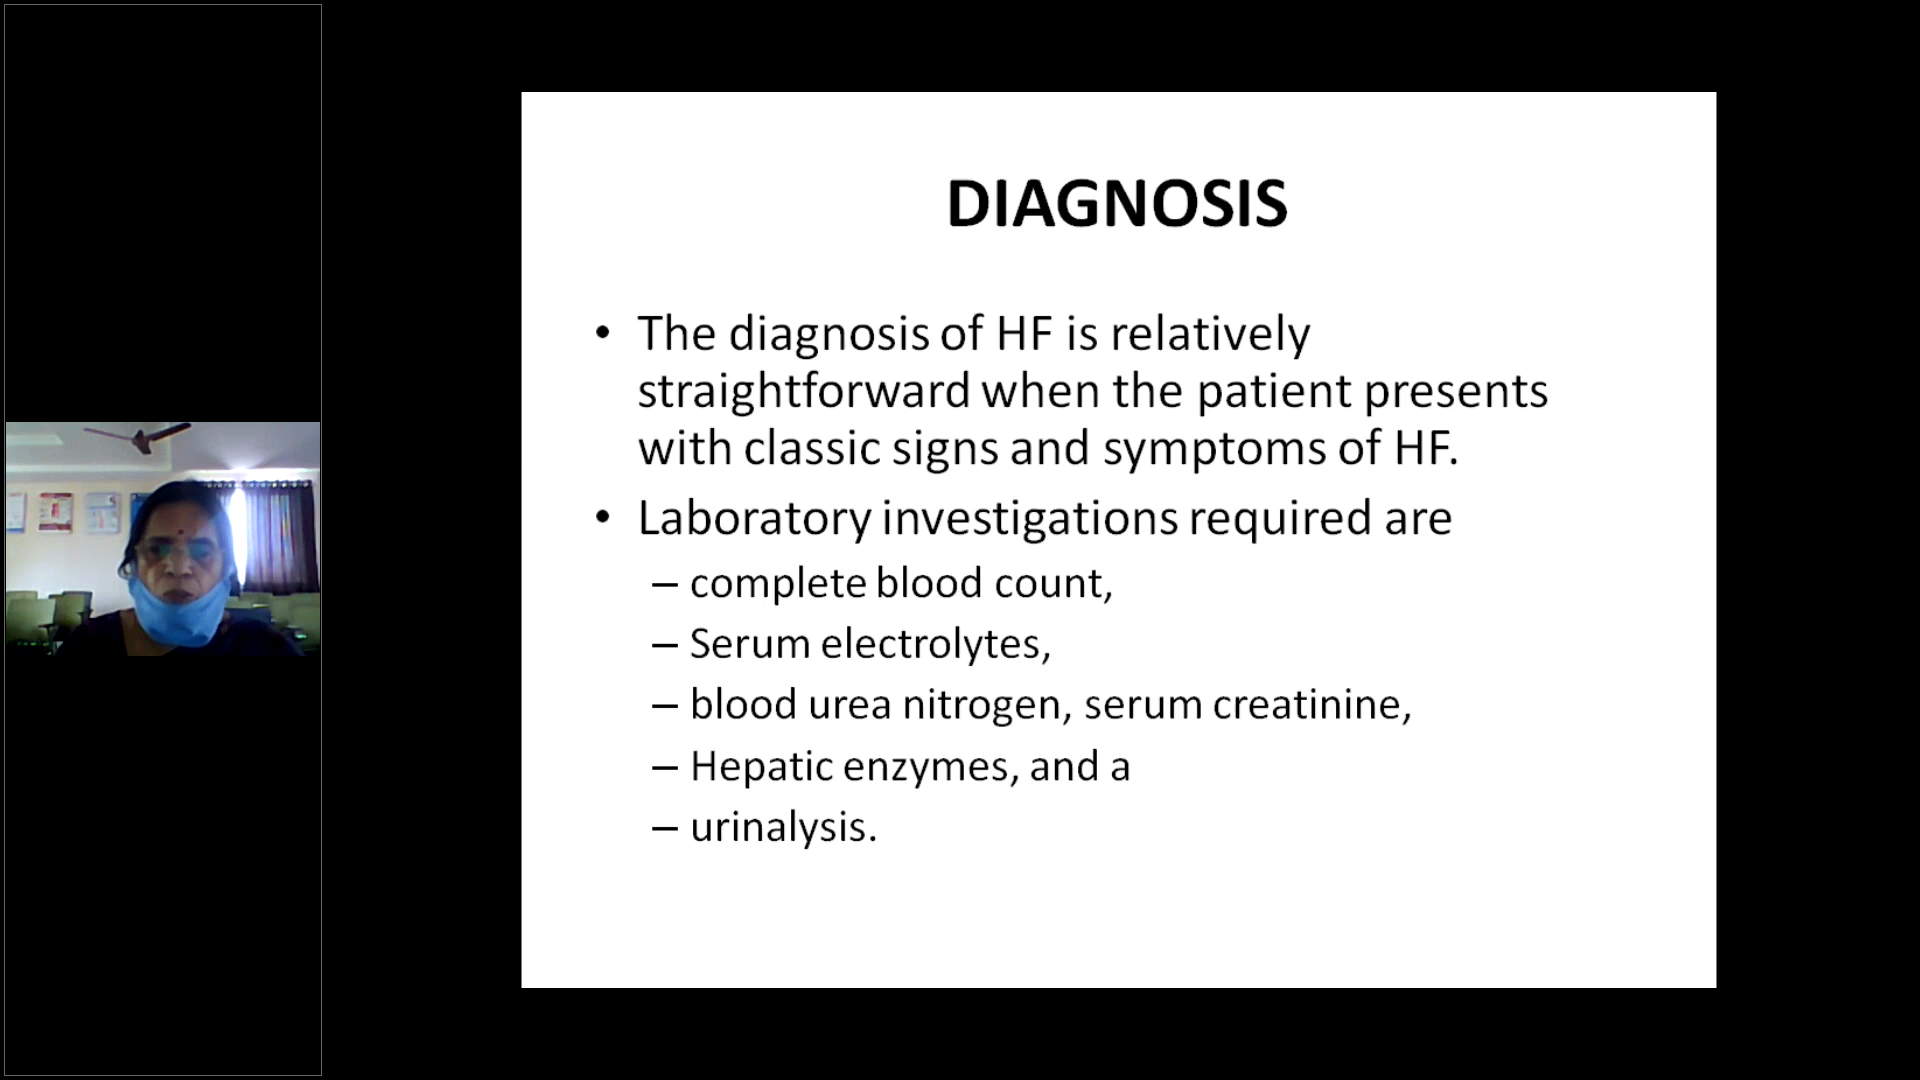 DIAGNOSIS
• The diagnosis of HF is relatively
straightforward when the patient presents
with classic signs and symptoms of HF.
• Laboratory investigations required are
– complete blood count,
– Serum electrolytes,
– blood urea nitrogen, serum creatinine,
– Hepatic enzymes, and a
– urinalysis.